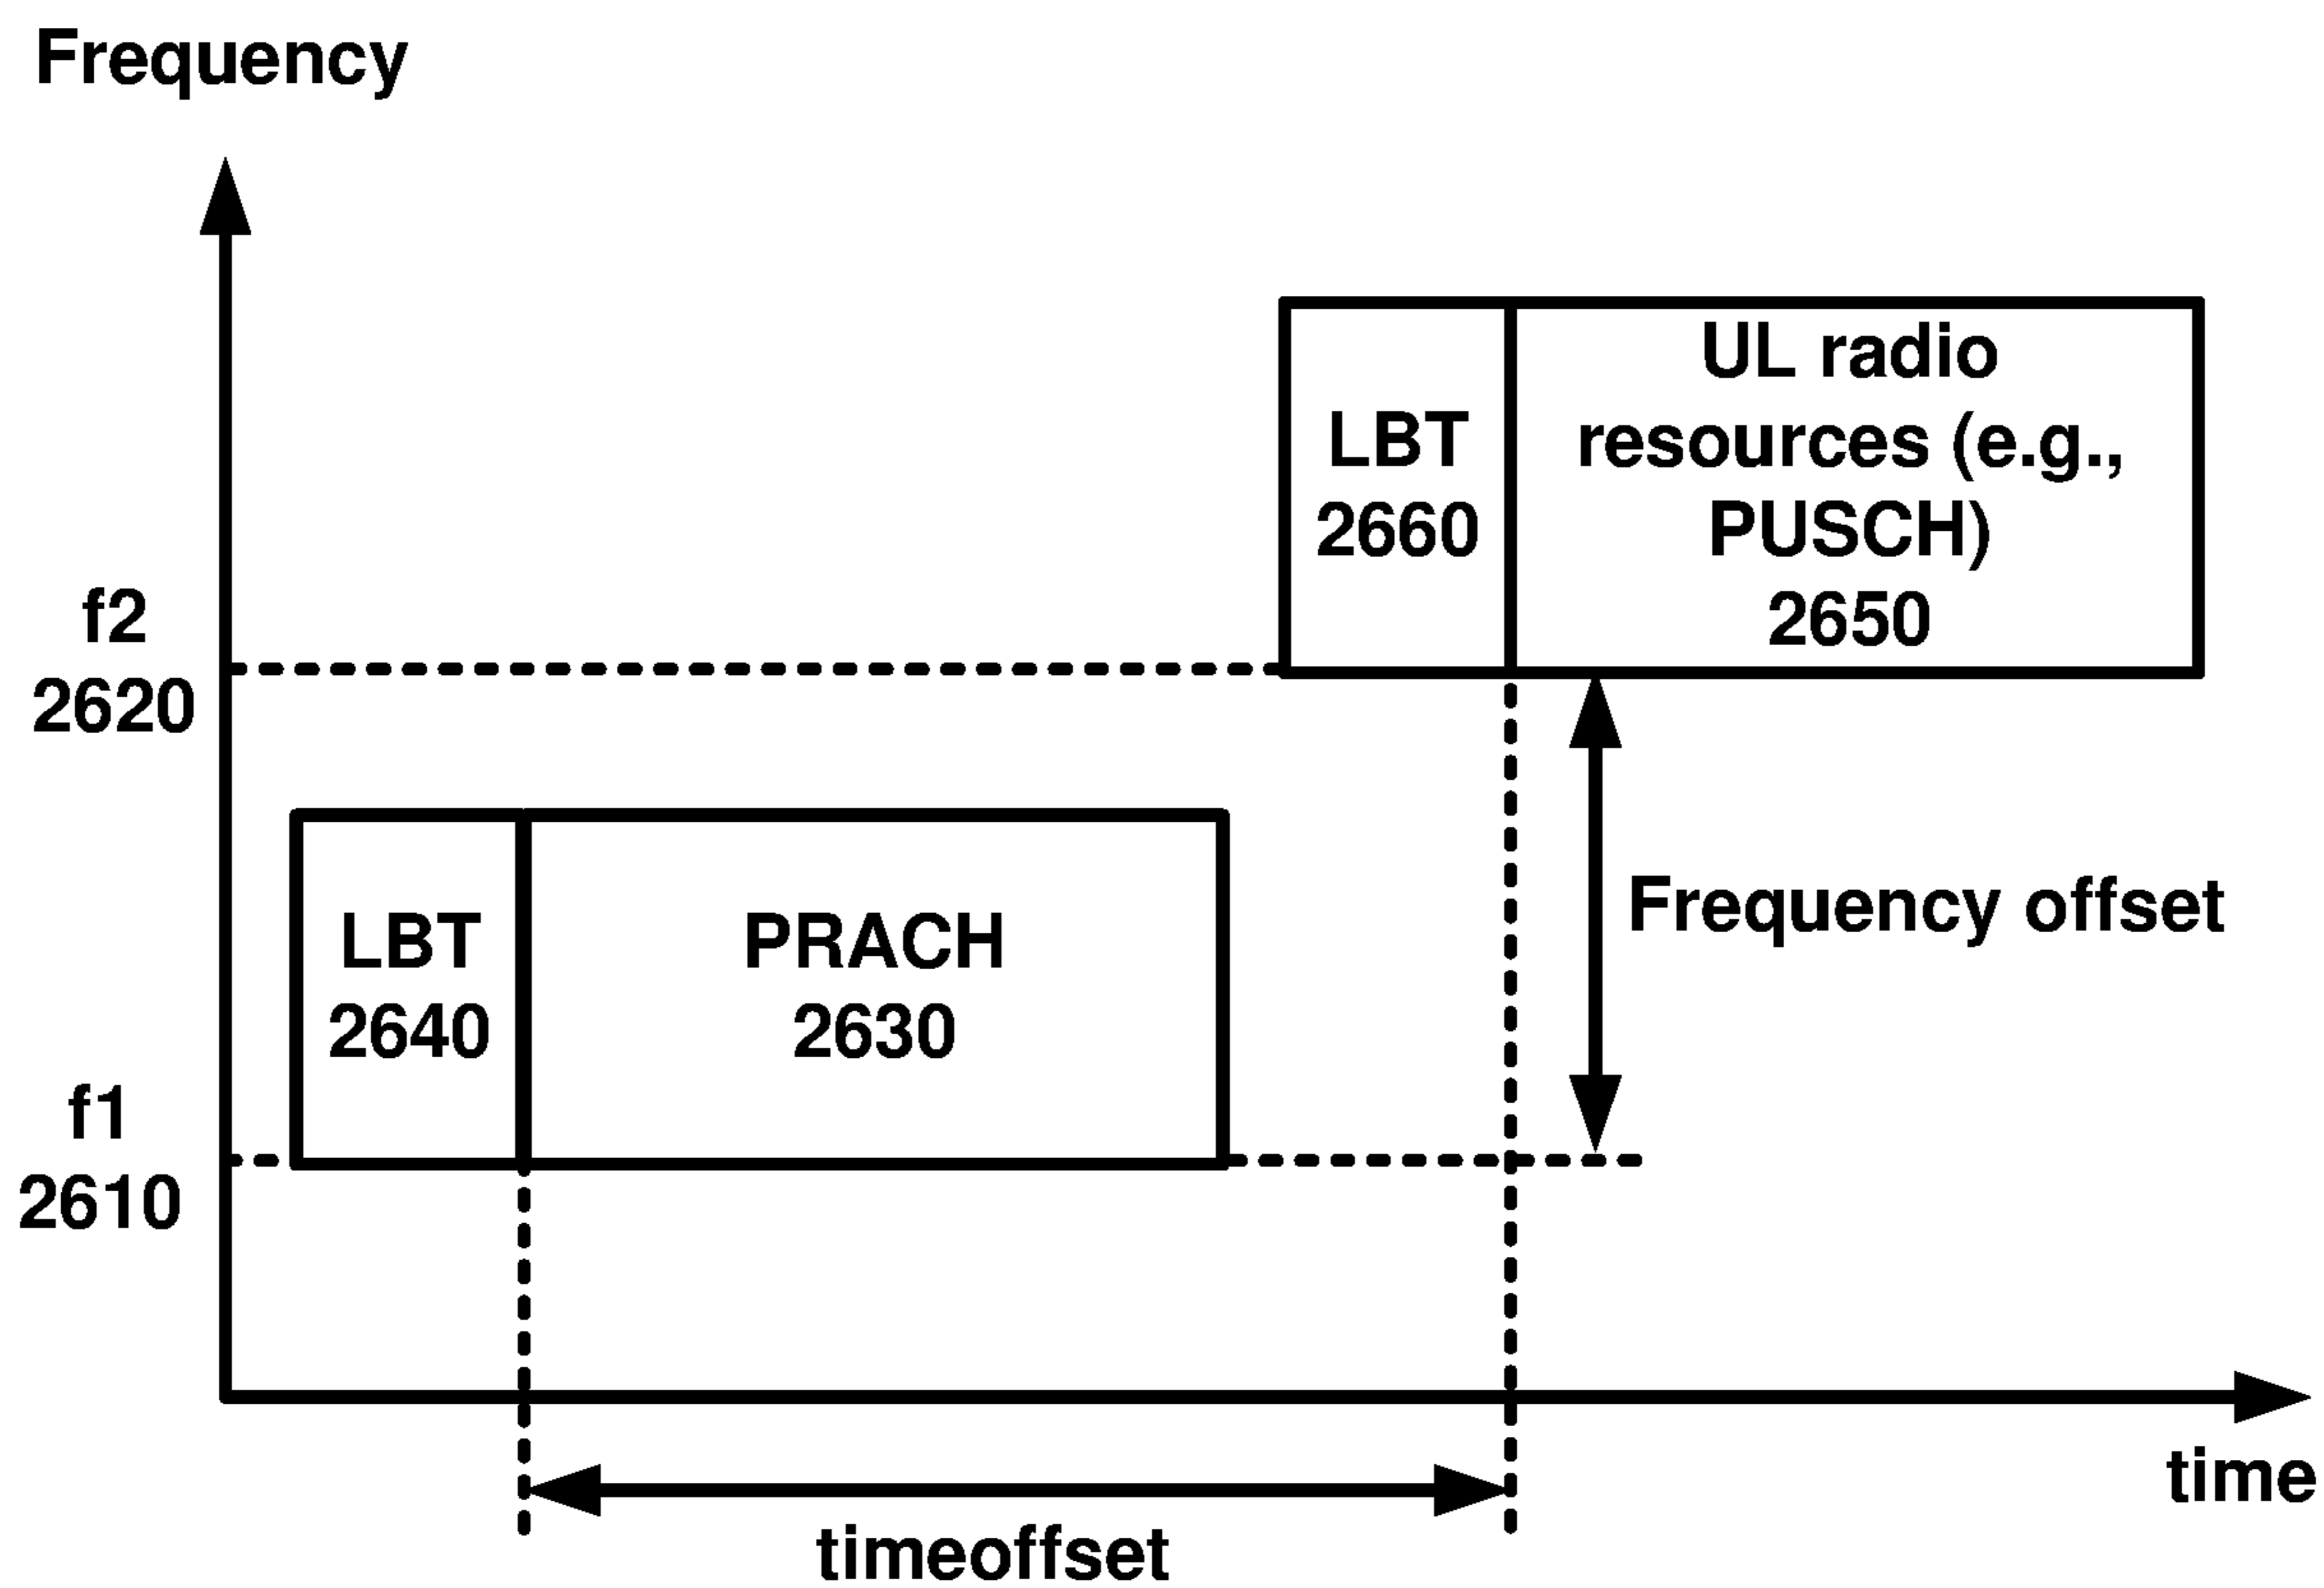 Frequency
UL radio
resources (e.g.,
PUSCH)
2650
LBT
2660
f2
2620
LBT
2640
PRACH
2630
Frequency offset
f1
2610
time
timeoffset